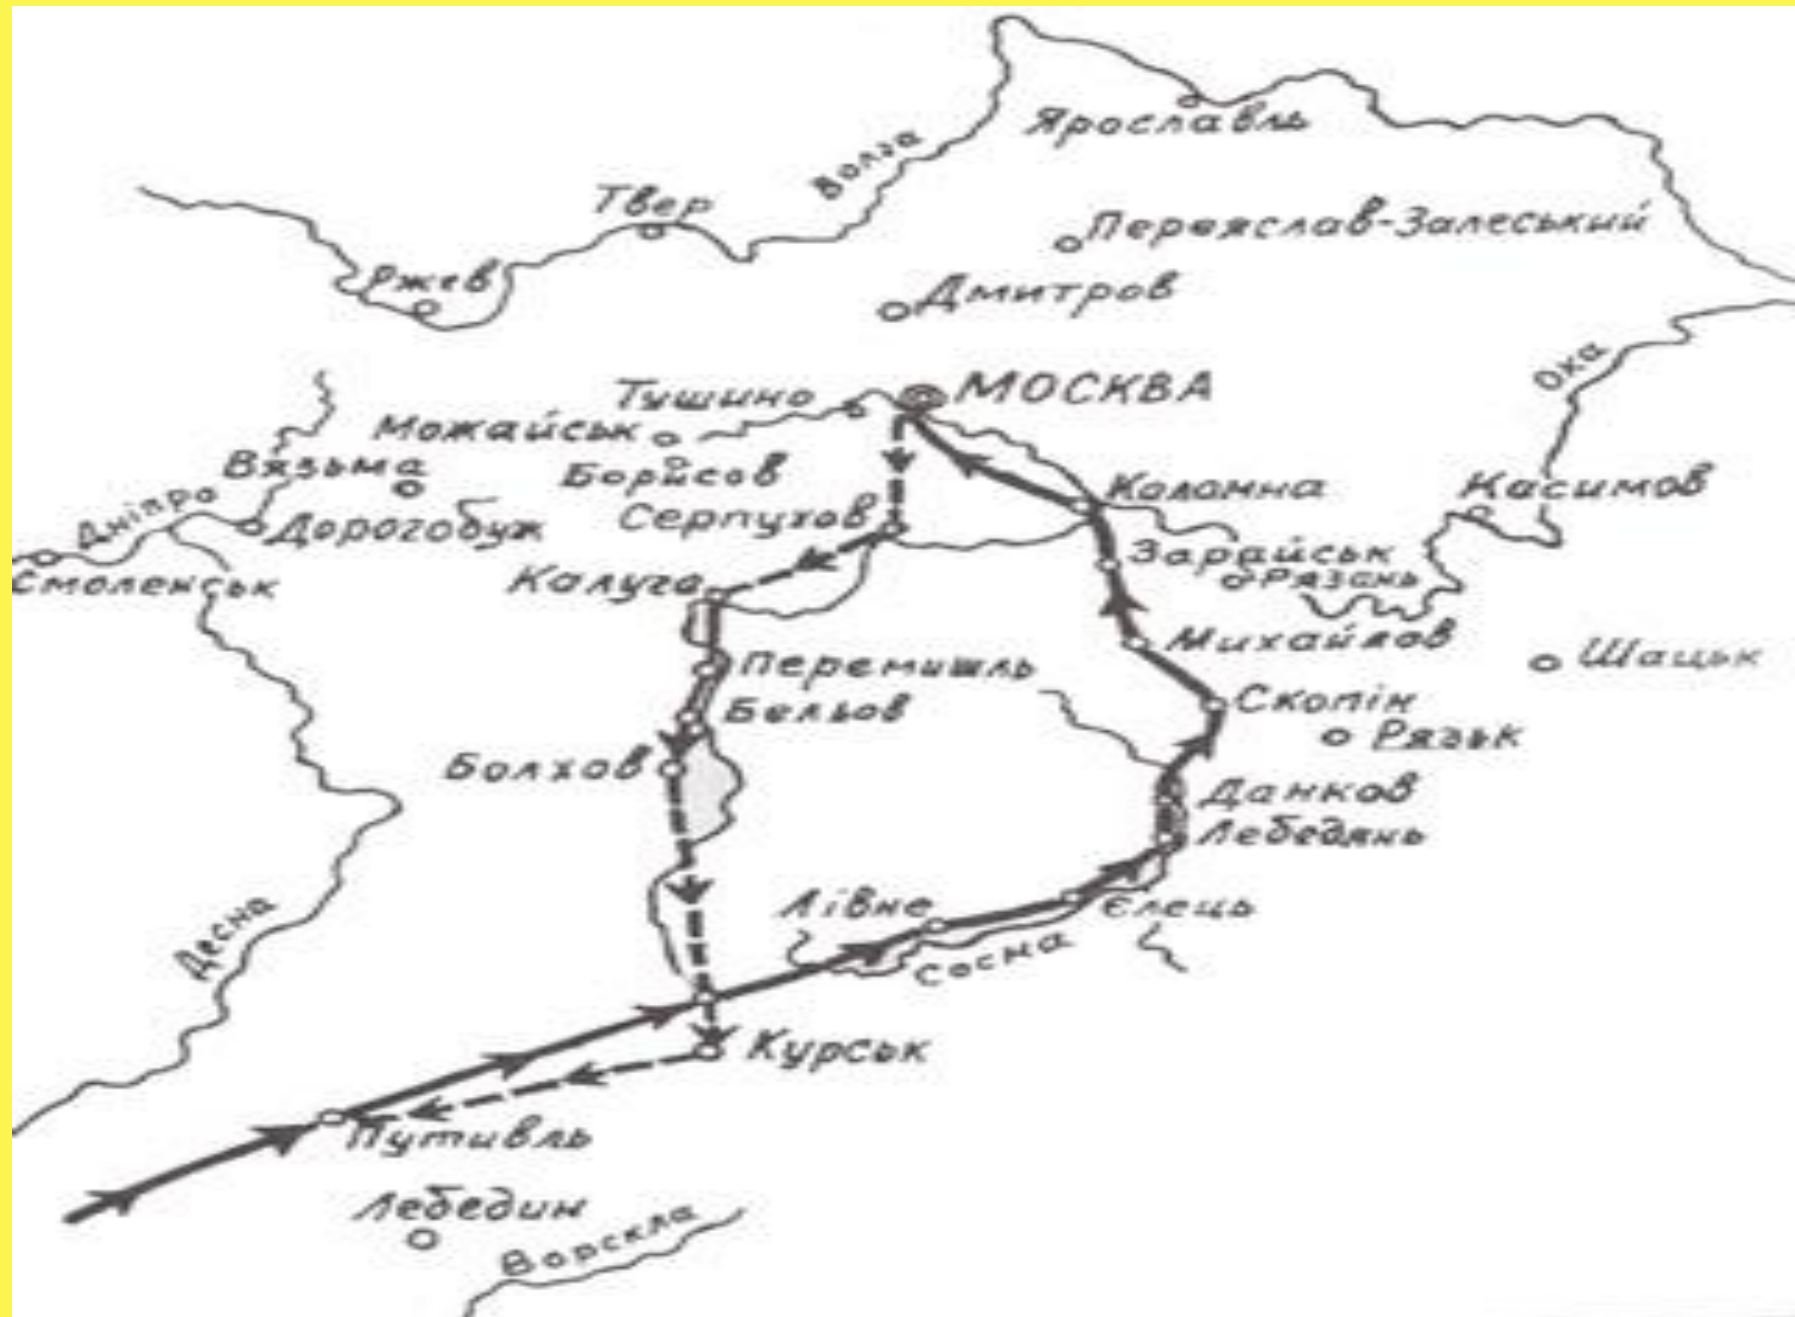 Ярославль
Волга
Твер
Переяслав-Залеський
Ржев
Дмитров
Ока
Тушино
МОСКВА
Можайськ
Вязьма
Борисов
Коломна
Касимов
Дніпро
Дорогобуж
Серпухов
Зарайськ
Смоленськ
Калуга
Рязань
Михайлов
Шацьк
Перемишль
Скопін
Бельов
Рязьк
Болхов
Данков
Лебедянь
Десна
Лівне
Єлець
Сосна
Курськ
Путивль
Лебедин
Ворскла